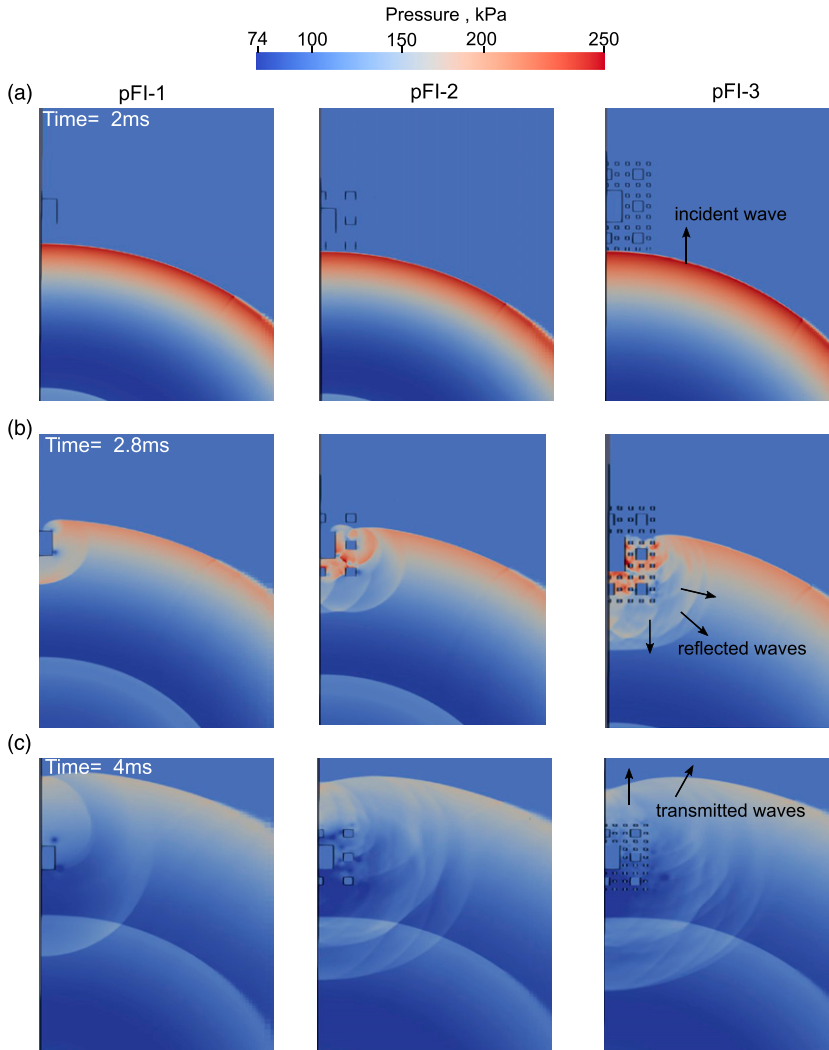 Pressure , kPa
74 100 150 200 250
(a)
pFI-1 pFI-2 pFI-3
Time= 2ms
incident wave
(b)
Time= 2.8ms
reflected waves
(c)
Time= 4ms
transmitted waves